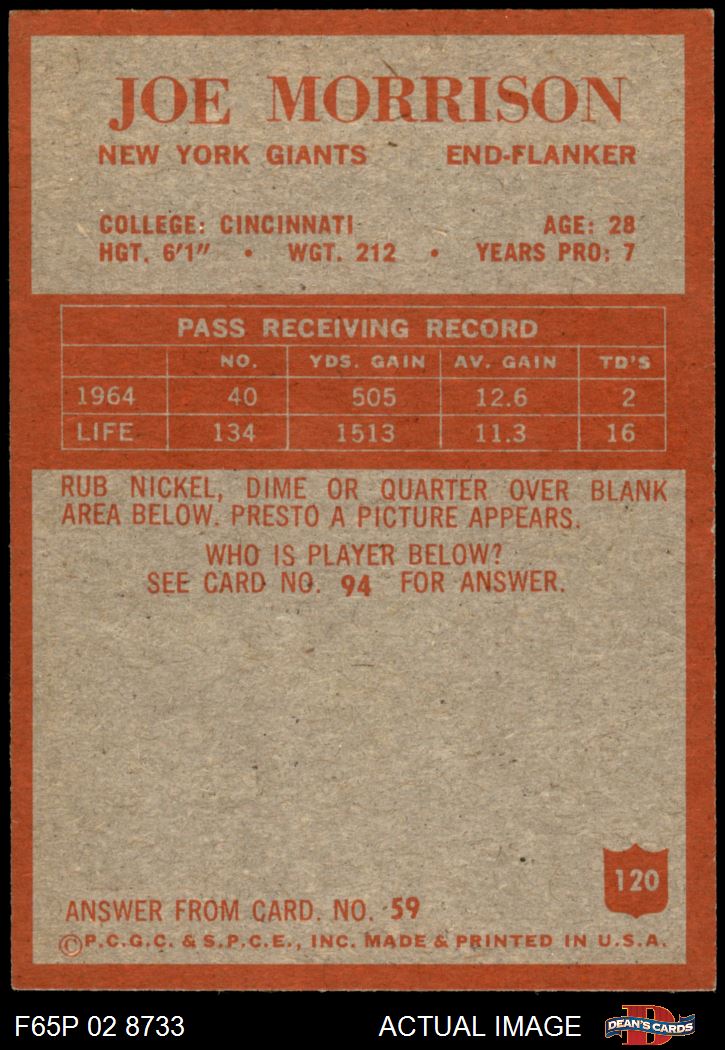 JOE MORRISON
NEW YORK GIANTS END-FLANKER
COLLEGE: CINCINNATI AGE: 28
HGT. 6'1" • WGT. 212 • YEARS PRO: 7
PASS RECEIVING RECORD
NO. YDS. GAIN AV. GAIN TD'S
1964 40 505 12.6 2
LIFE 134 1513 11.3 16
RUB NICKEL, DIME OR QUARTER OVER BLANK
AREA BELOW. PRESTO A PICTURE APPEARS.
WHO IS PLAYER BELOW?
SEE CARD NO. 94 FOR ANSWER.
120
ANSWER FROM CARD. NO. 59
©P.C.G.C. & S.P.C.E., INC. MADE & PRINTED IN U.S.A.
F65P 02 8733 ACTUAL IMAGE
D
DEAN'S CARDS